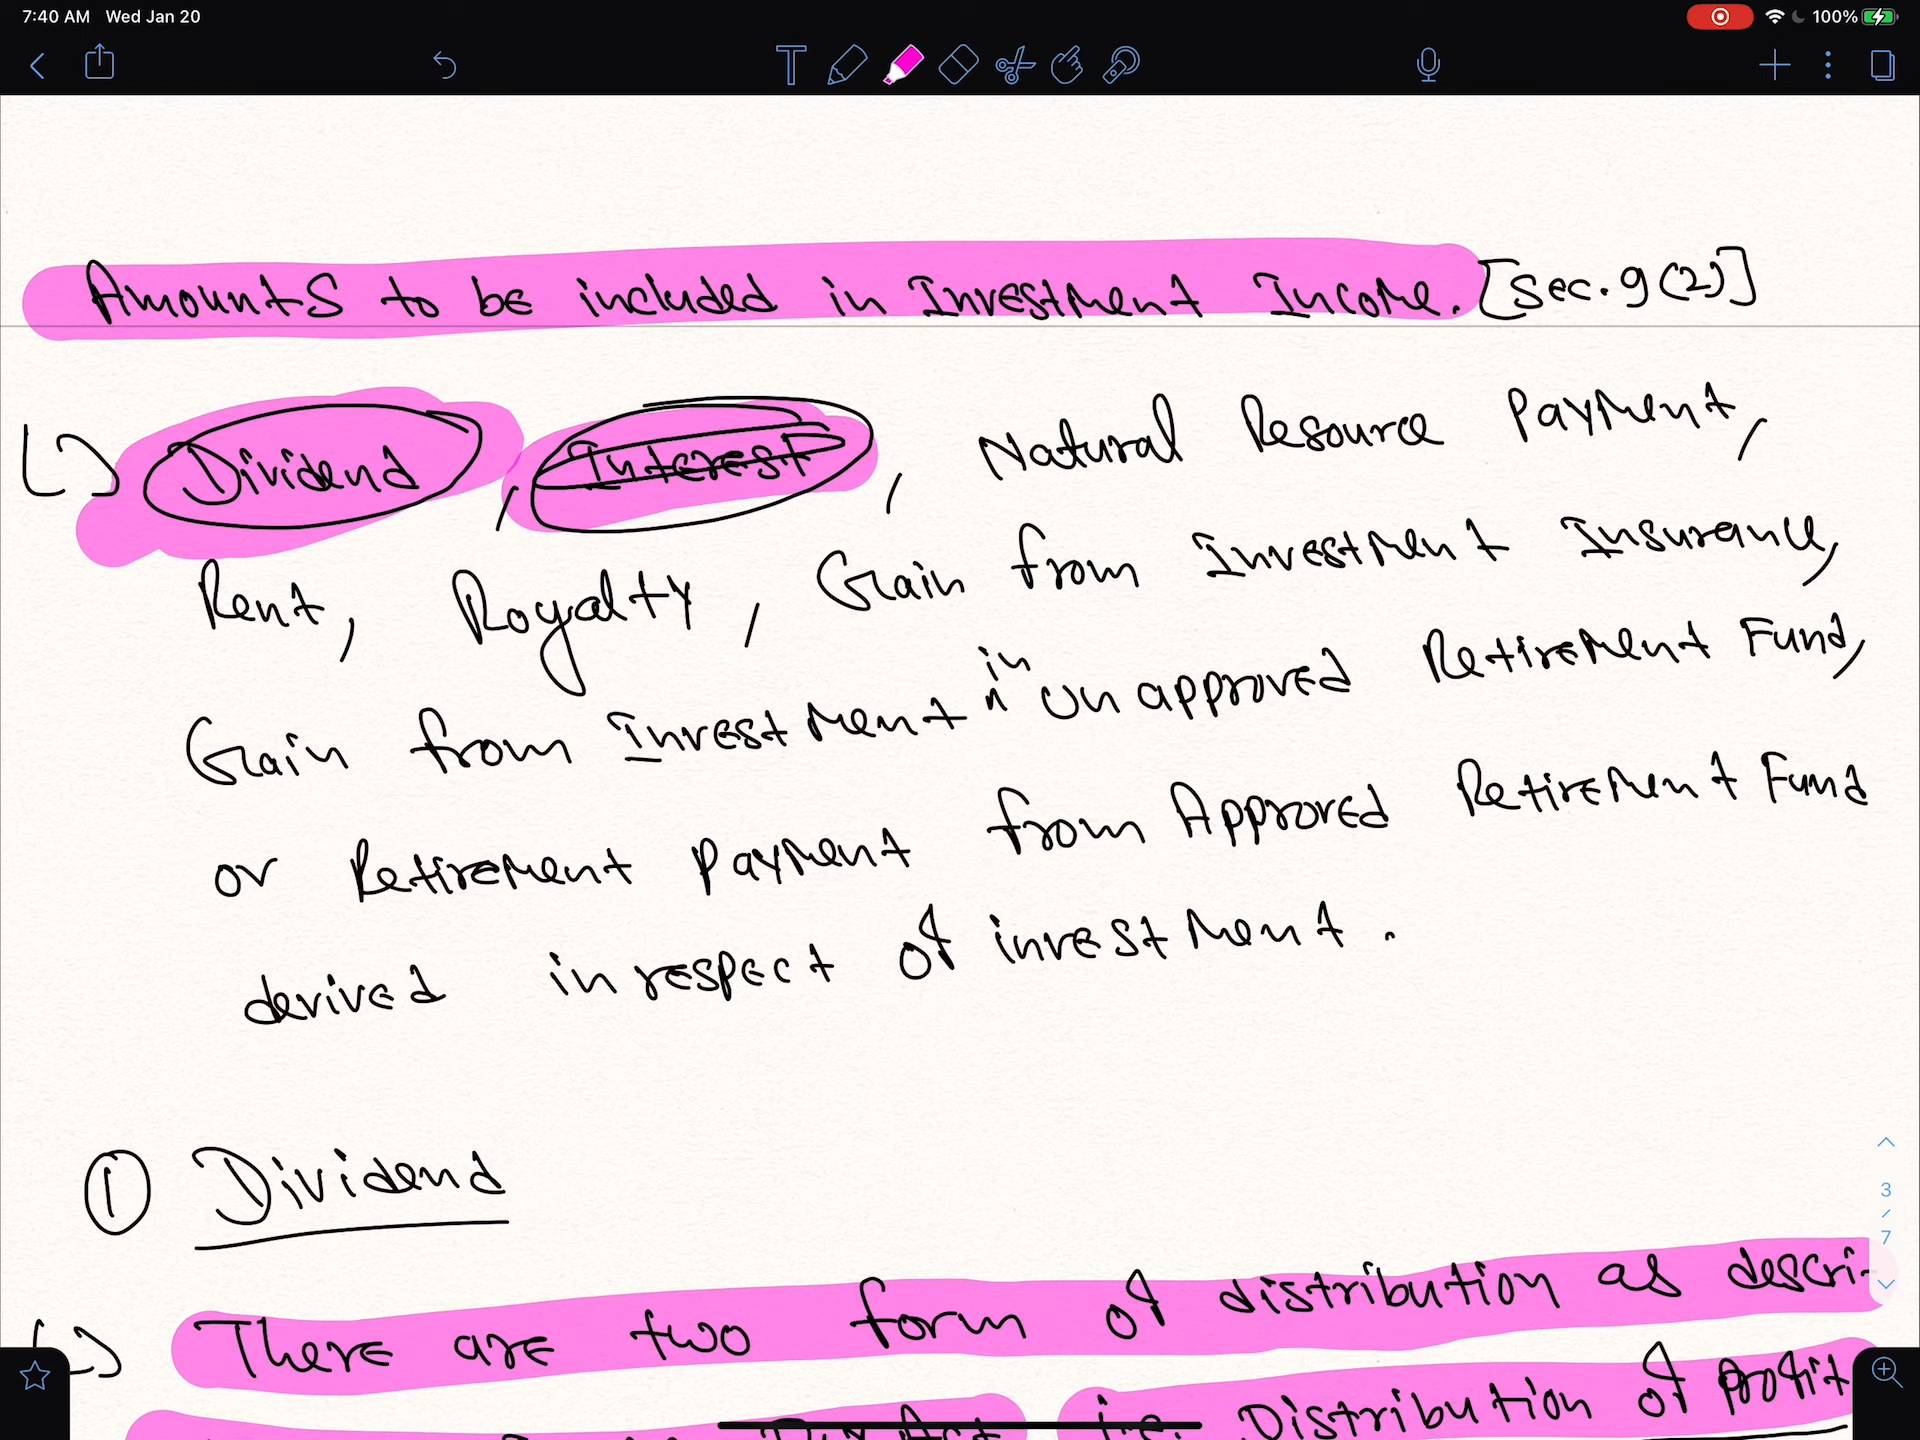 7:40 AM Wed Jan 20
100%
Amounts to be included in Investment Income. [Sec. 9(2)]
Dividend, Interest, Natural Resource Payment,
Rent, Royalty, Gain from Investment Insurance,
Gain from Investment in Unapproved Retirement Fund,
or Retirement Payment from Approved Retirement Fund
derived in respect of investment.
① Dividend
There are two form of distribution as descri-
i.e. Distribution of profit
3
/
7